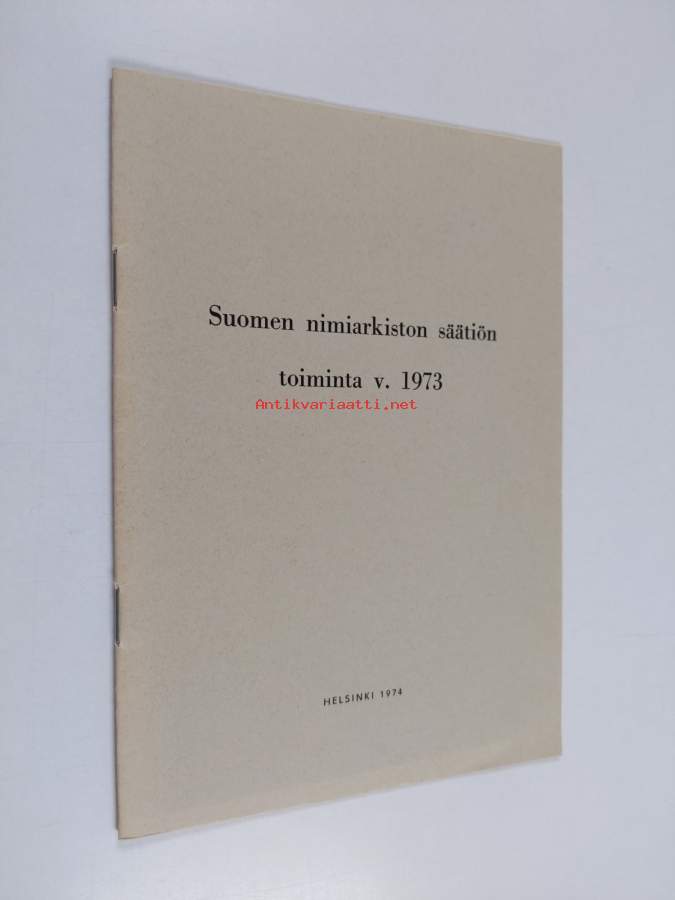 Suomen nimiarkiston säätiön
toiminta v. 1973
Antikvariaatti.net
HELSINKI 1974